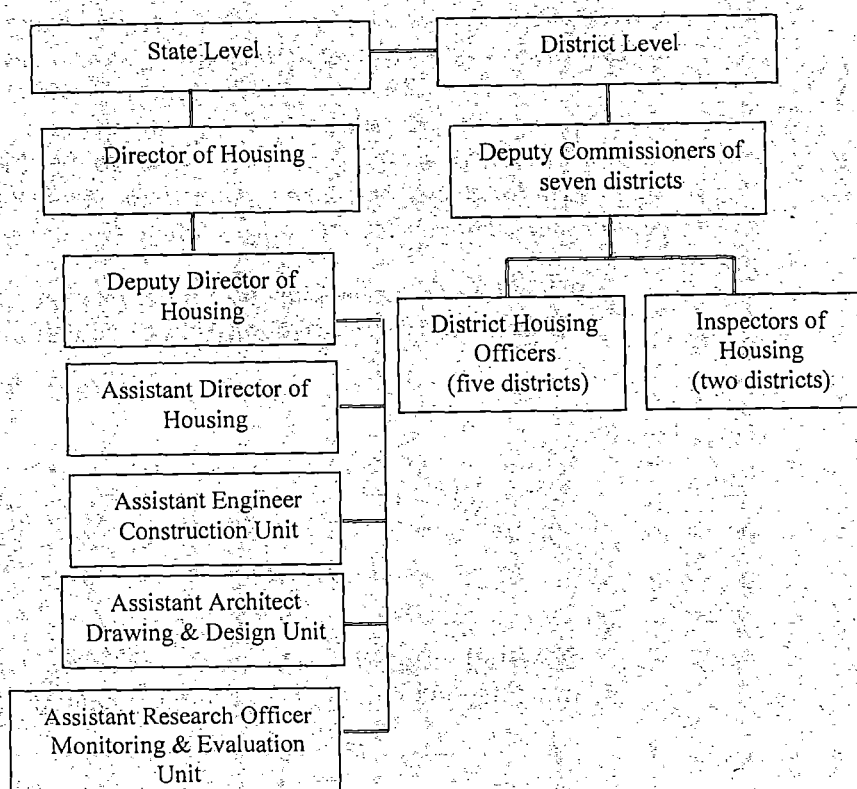 State Level
District Level
Director of Housing
Deputy Commissioners of
seven districts
Deputy Director of
Housing
District Housing
Officers
(five districts)
Inspectors of
Housing
(two districts)
Assistant Director of
Housing
Assistant Engineer
Construction Unit
Assistant Architect
Drawing & Design Unit
Assistant Research Officer
Monitoring & Evaluation
Unit